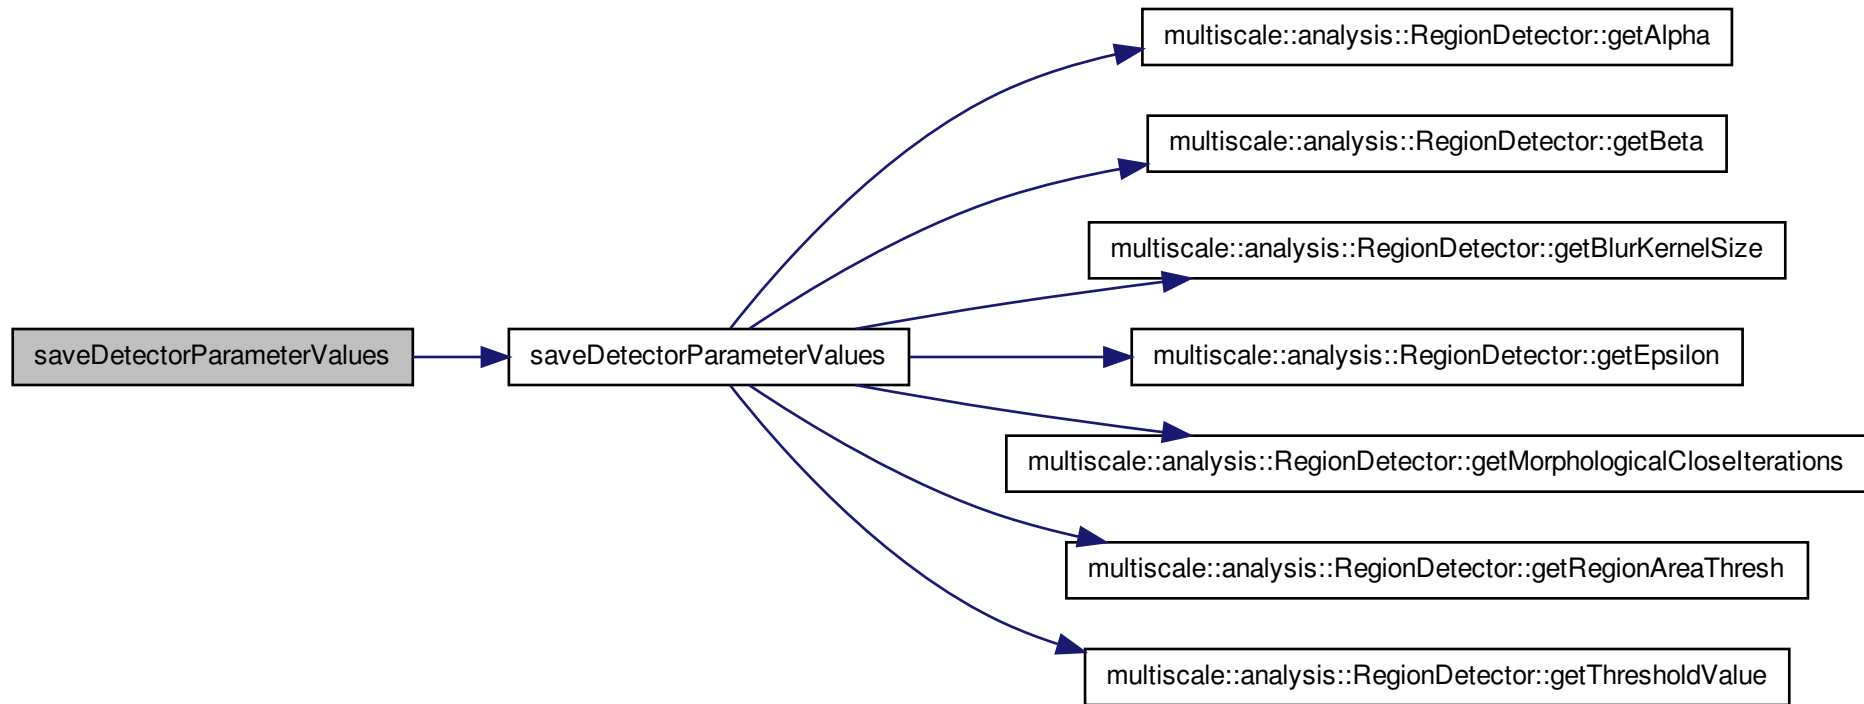 saveDetectorParameterValues
saveDetectorParameterValues
multiscale::analysis::RegionDetector::getAlpha
multiscale::analysis::RegionDetector::getBeta
multiscale::analysis::RegionDetector::getBlurKernelSize
multiscale::analysis::RegionDetector::getEpsilon
multiscale::analysis::RegionDetector::getMorphologicalCloseIterations
multiscale::analysis::RegionDetector::getRegionAreaThresh
multiscale::analysis::RegionDetector::getThresholdValue